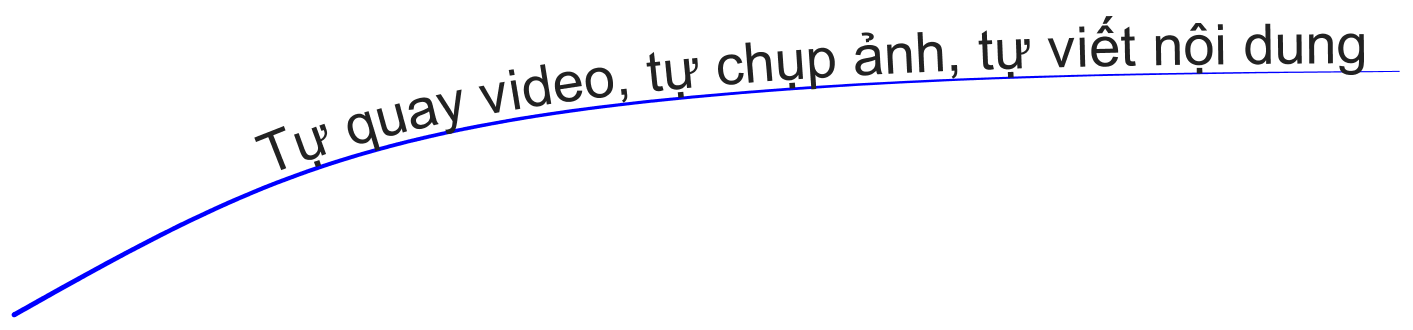 Tự quay video, tự chụp ảnh, tự viết nội dung